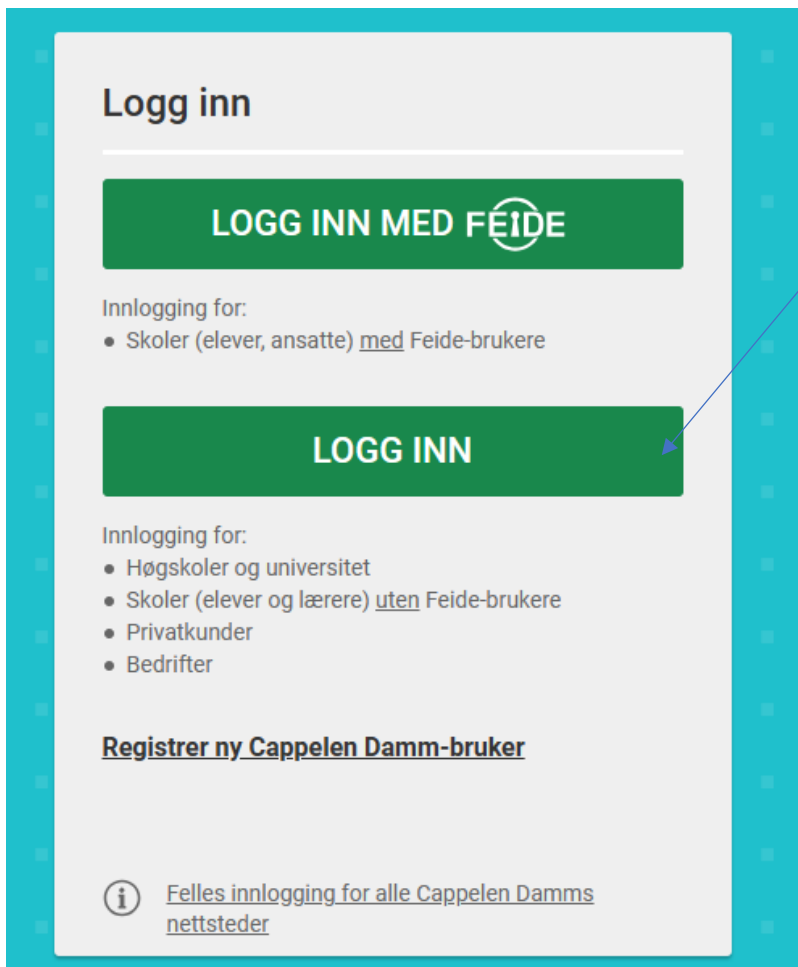 Logg inn
LOGG INN MED FEIDE
Innlogging for:
• Skoler (elever, ansatte) med Feide-brukere
LOGG INN
Innlogging for:
• Høgskoler og universitet
• Skoler (elever og lærere) uten Feide-brukere
• Privatkunder
• Bedrifter
Registrer ny Cappelen Damm-bruker
i Felles innlogging for alle Cappelen Damms
nettsteder